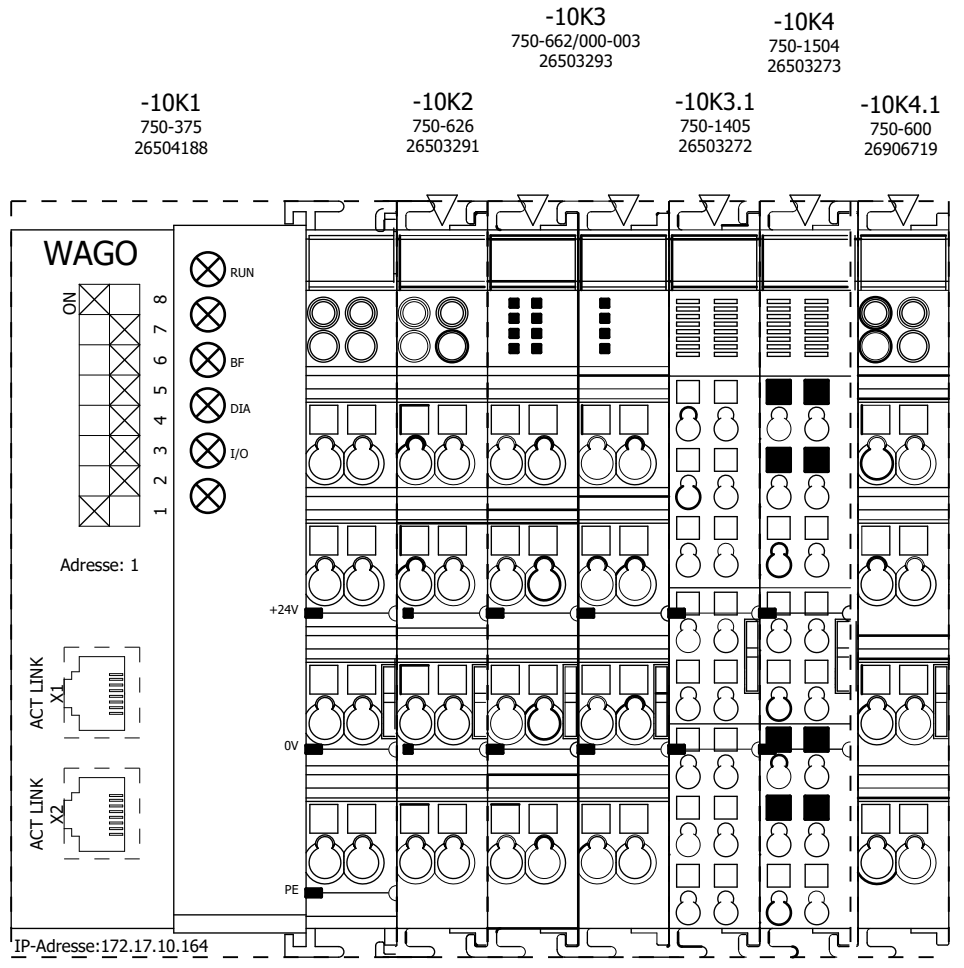 -10K3
750-662/000-003
26503293
-10K4
750-1504
26503273
-10K1
750-375
26504188
-10K2
750-626
26503291
-10K3.1
750-1405
26503272
-10K4.1
750-600
26906719
WAGO
ON
8
7
6
5
4
3
2
1
RUN
BF
DIA
I/O
Adresse: 1
+24V
ACT LINK
X1
0V
ACT LINK
X2
PE
IP-Adresse:172.17.10.164